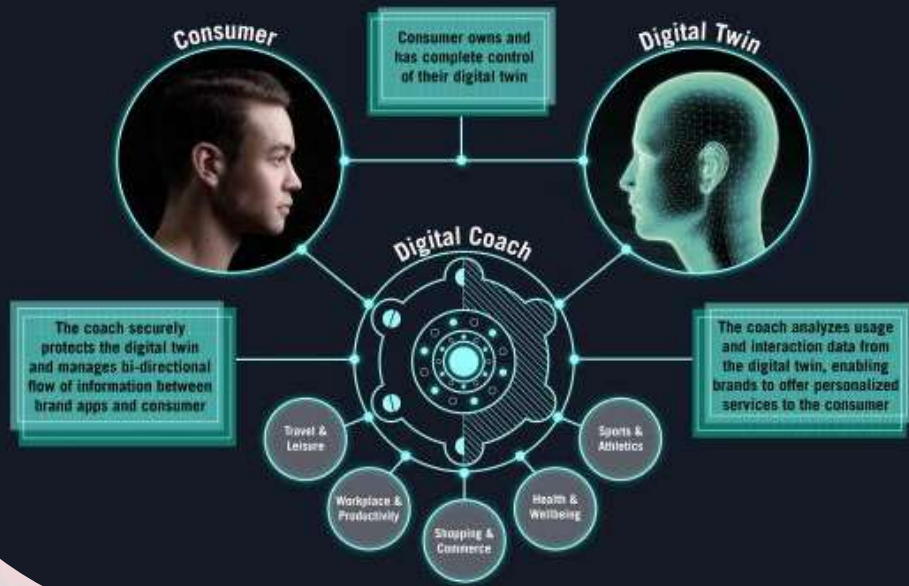 Consumer
Consumer owns and
has complete control
of their digital twin
Digital Twin
Digital Coach
The coach securely
protects the digital twin
and manages bi-directional
flow of information between
brand apps and consumer
The coach analyzes usage
and interaction data from
the digital twin, enabling
brands to offer personalized
services to the consumer
Travel &
Leisure
Workplace &
Productivity
Shopping &
Commerce
Health &
Wellbeing
Sports &
Athletics